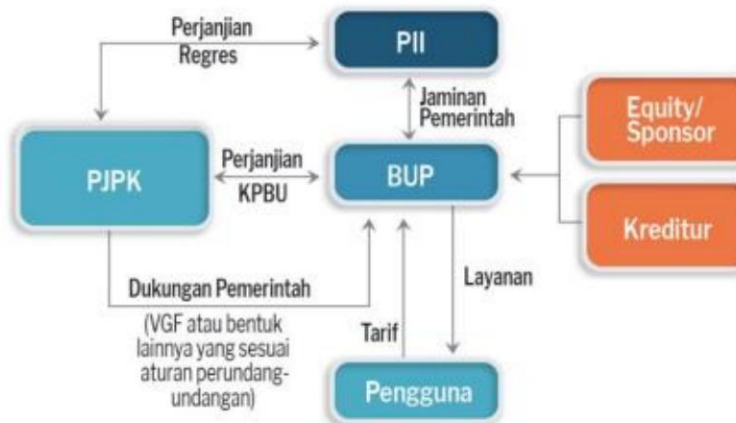 Perjanjian
Regres
PII
Jaminan
Pemerintah
Equity/
Sponsor
PJPK
Perjanjian
KPBU
BUP
Kreditur
Dukungan Pemerintah
(VGF atau bentuk
lainnya yang sesuai
aturan perundang-
undangan)
Tarif
Layanan
Pengguna